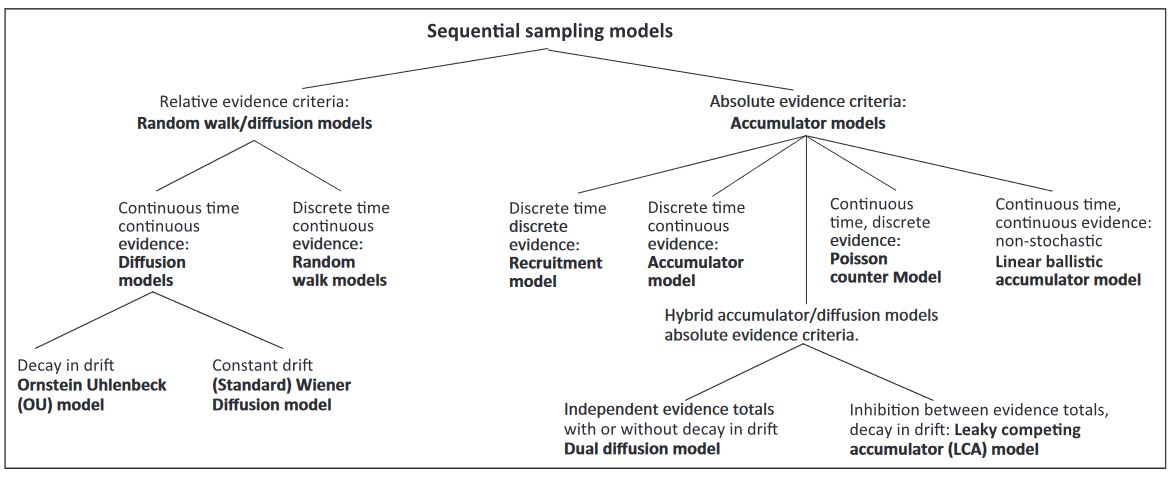 Sequential sampling models
Relative evidence criteria:
Random walk/diffusion models
Absolute evidence criteria:
Accumulator models
Continuous time
continuous
evidence:
Diffusion
models
Discrete time
continuous
evidence:
Random
walk models
Discrete time
discrete
evidence:
Recruitment
model
Discrete time
continuous
evidence:
Accumulator
model
Continuous
time, discrete
evidence:
Poisson
counter Model
Continuous time,
continuous evidence:
non-stochastic
Linear ballistic
accumulator model
Hybrid accumulator/diffusion models
absolute evidence criteria.
Decay in drift
Ornstein Uhlenbeck
(OU) model
Constant drift
(Standard) Wiener
Diffusion model
Independent evidence totals
with or without decay in drift
Dual diffusion model
Inhibition between evidence totals,
decay in drift: Leaky competing
accumulator (LCA) model